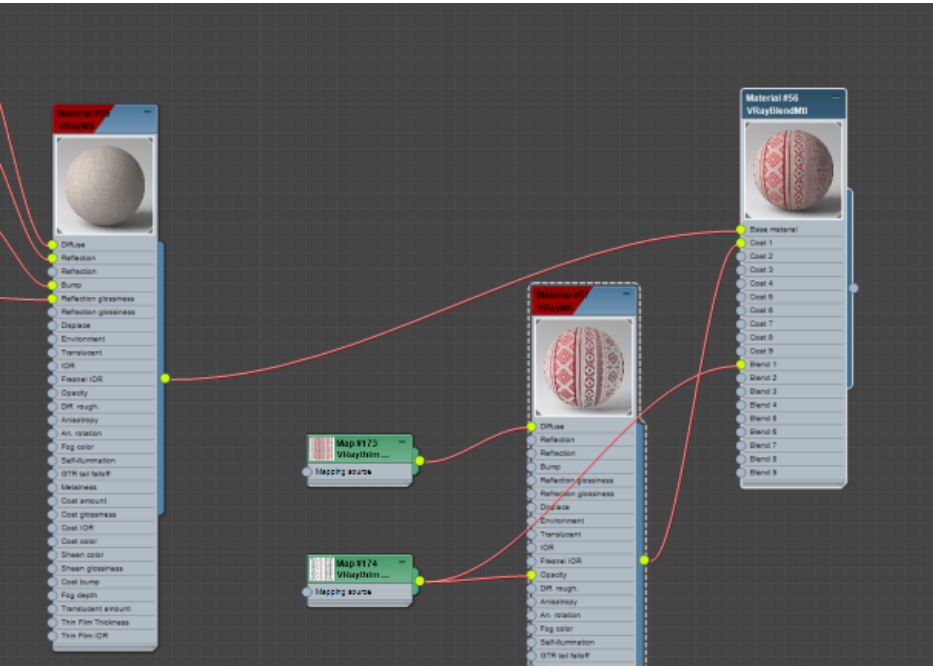 Material #56
VRayBlendMtl
Base material
Coat 1
Coat 2
Coat 3
Coat 4
Coat 5
Coat 6
Coat 7
Coat 8
Coat 9
Blend 1
Blend 2
Blend 3
Blend 4
Blend 5
Blend 6
Blend 7
Blend 8
Blend 9
Material
VRayMtl
Diffuse
Reflection
Refraction
Bump
Reflection glossiness
Reflection glossiness
Displace
Environment
Translucent
IOR
Fresnel IOR
Opacity
Diff. rough.
Anisotropy
An. rotation
Fog color
Self-Illumination
GTR tail falloff
Metalness
Coat amount
Coat glossiness
Coat IOR
Coat color
Sheen color
Sheen glossiness
Coat bump
Fog depth
Translucent amount
Thin Film Thickness
Thin Film IOR
Material
VRayMtl
Diffuse
Reflection
Refraction
Bump
Reflection glossiness
Reflection glossiness
Displace
Environment
Translucent
IOR
Fresnel IOR
Opacity
Diff. rough.
Anisotropy
An. rotation
Fog color
Self-Illumination
GTR tail falloff
Map #173
Mapping source
Map #174
Mapping source